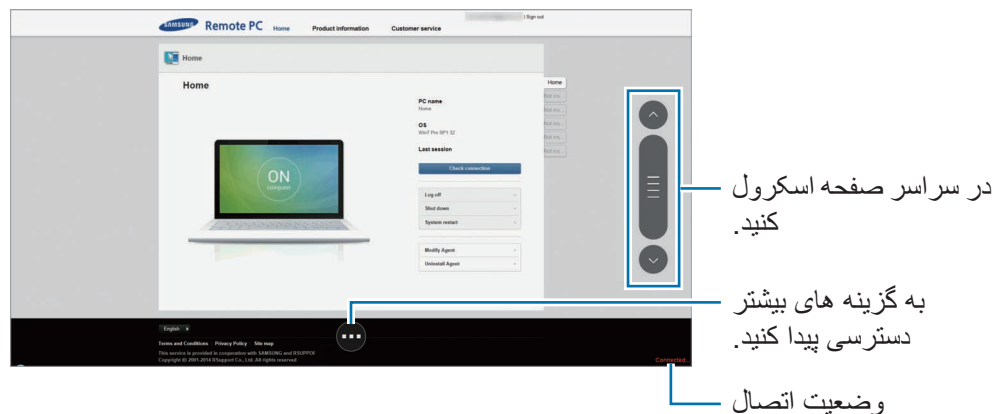 | Sign out
SAMSUNG Remote PC Home Product information Customer service
Home
Home
Home
PC name
Home
OS
Win7 Pro SP1 32
Last session
Check connection
ON
computer
Log off
Shut down
System restart
Modify Agent
Uninstall Agent
در سراسر صفحه اسکرول
کنید.
به گزینه های بیشتر
دسترسی پیدا کنید.
English
Terms and Conditions Privacy Policy Site map
This service is provided in cooperation with SAMSUNG and RSUPPOR
Copyright © 2001-2014 RSupport Co., Ltd. All rights reserved
Connected
وضعیت اتصال